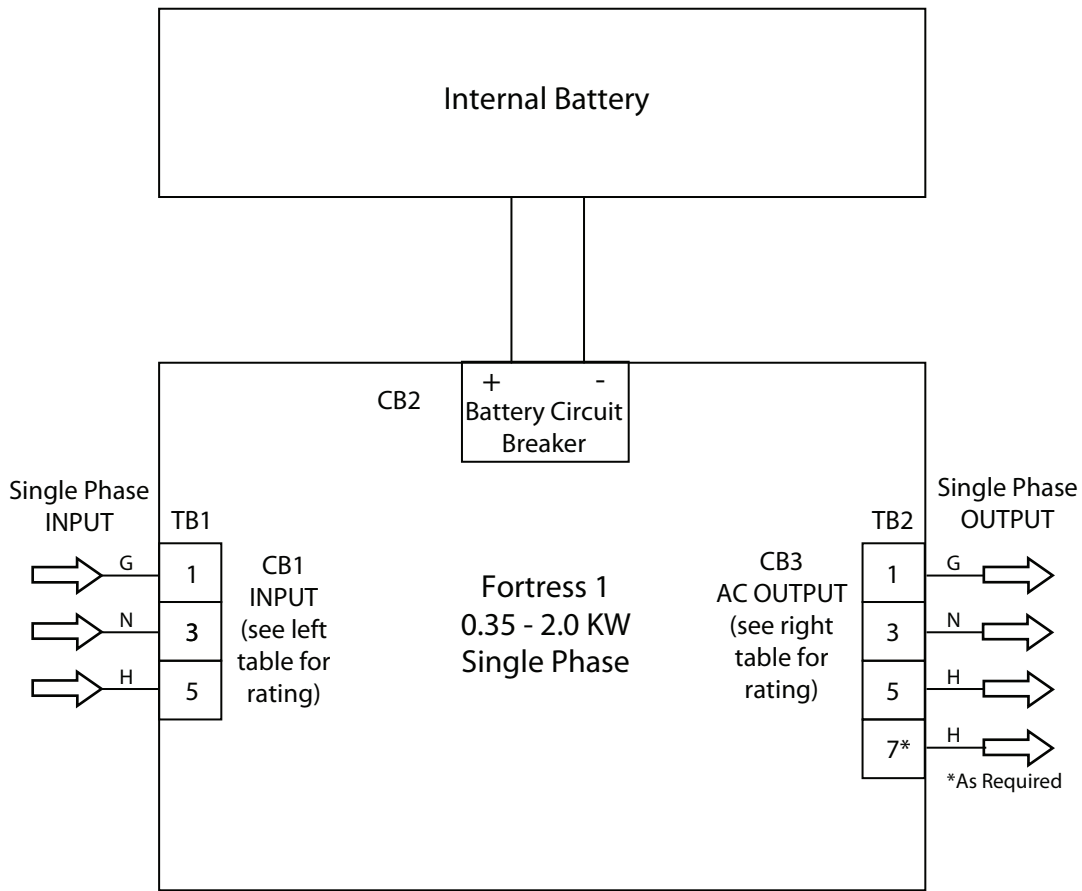 Internal Battery
CB2
+ -
Battery Circuit
Breaker
Single Phase
INPUT
TB1
G
1
N
3
H
5
CB1
INPUT
(see left
table for
rating)
Fortress 1
0.35 - 2.0 KW
Single Phase
CB3
AC OUTPUT
(see right
table for
rating)
TB2
1
G
3
N
5
H
7*
H
Single Phase
OUTPUT
*As Required